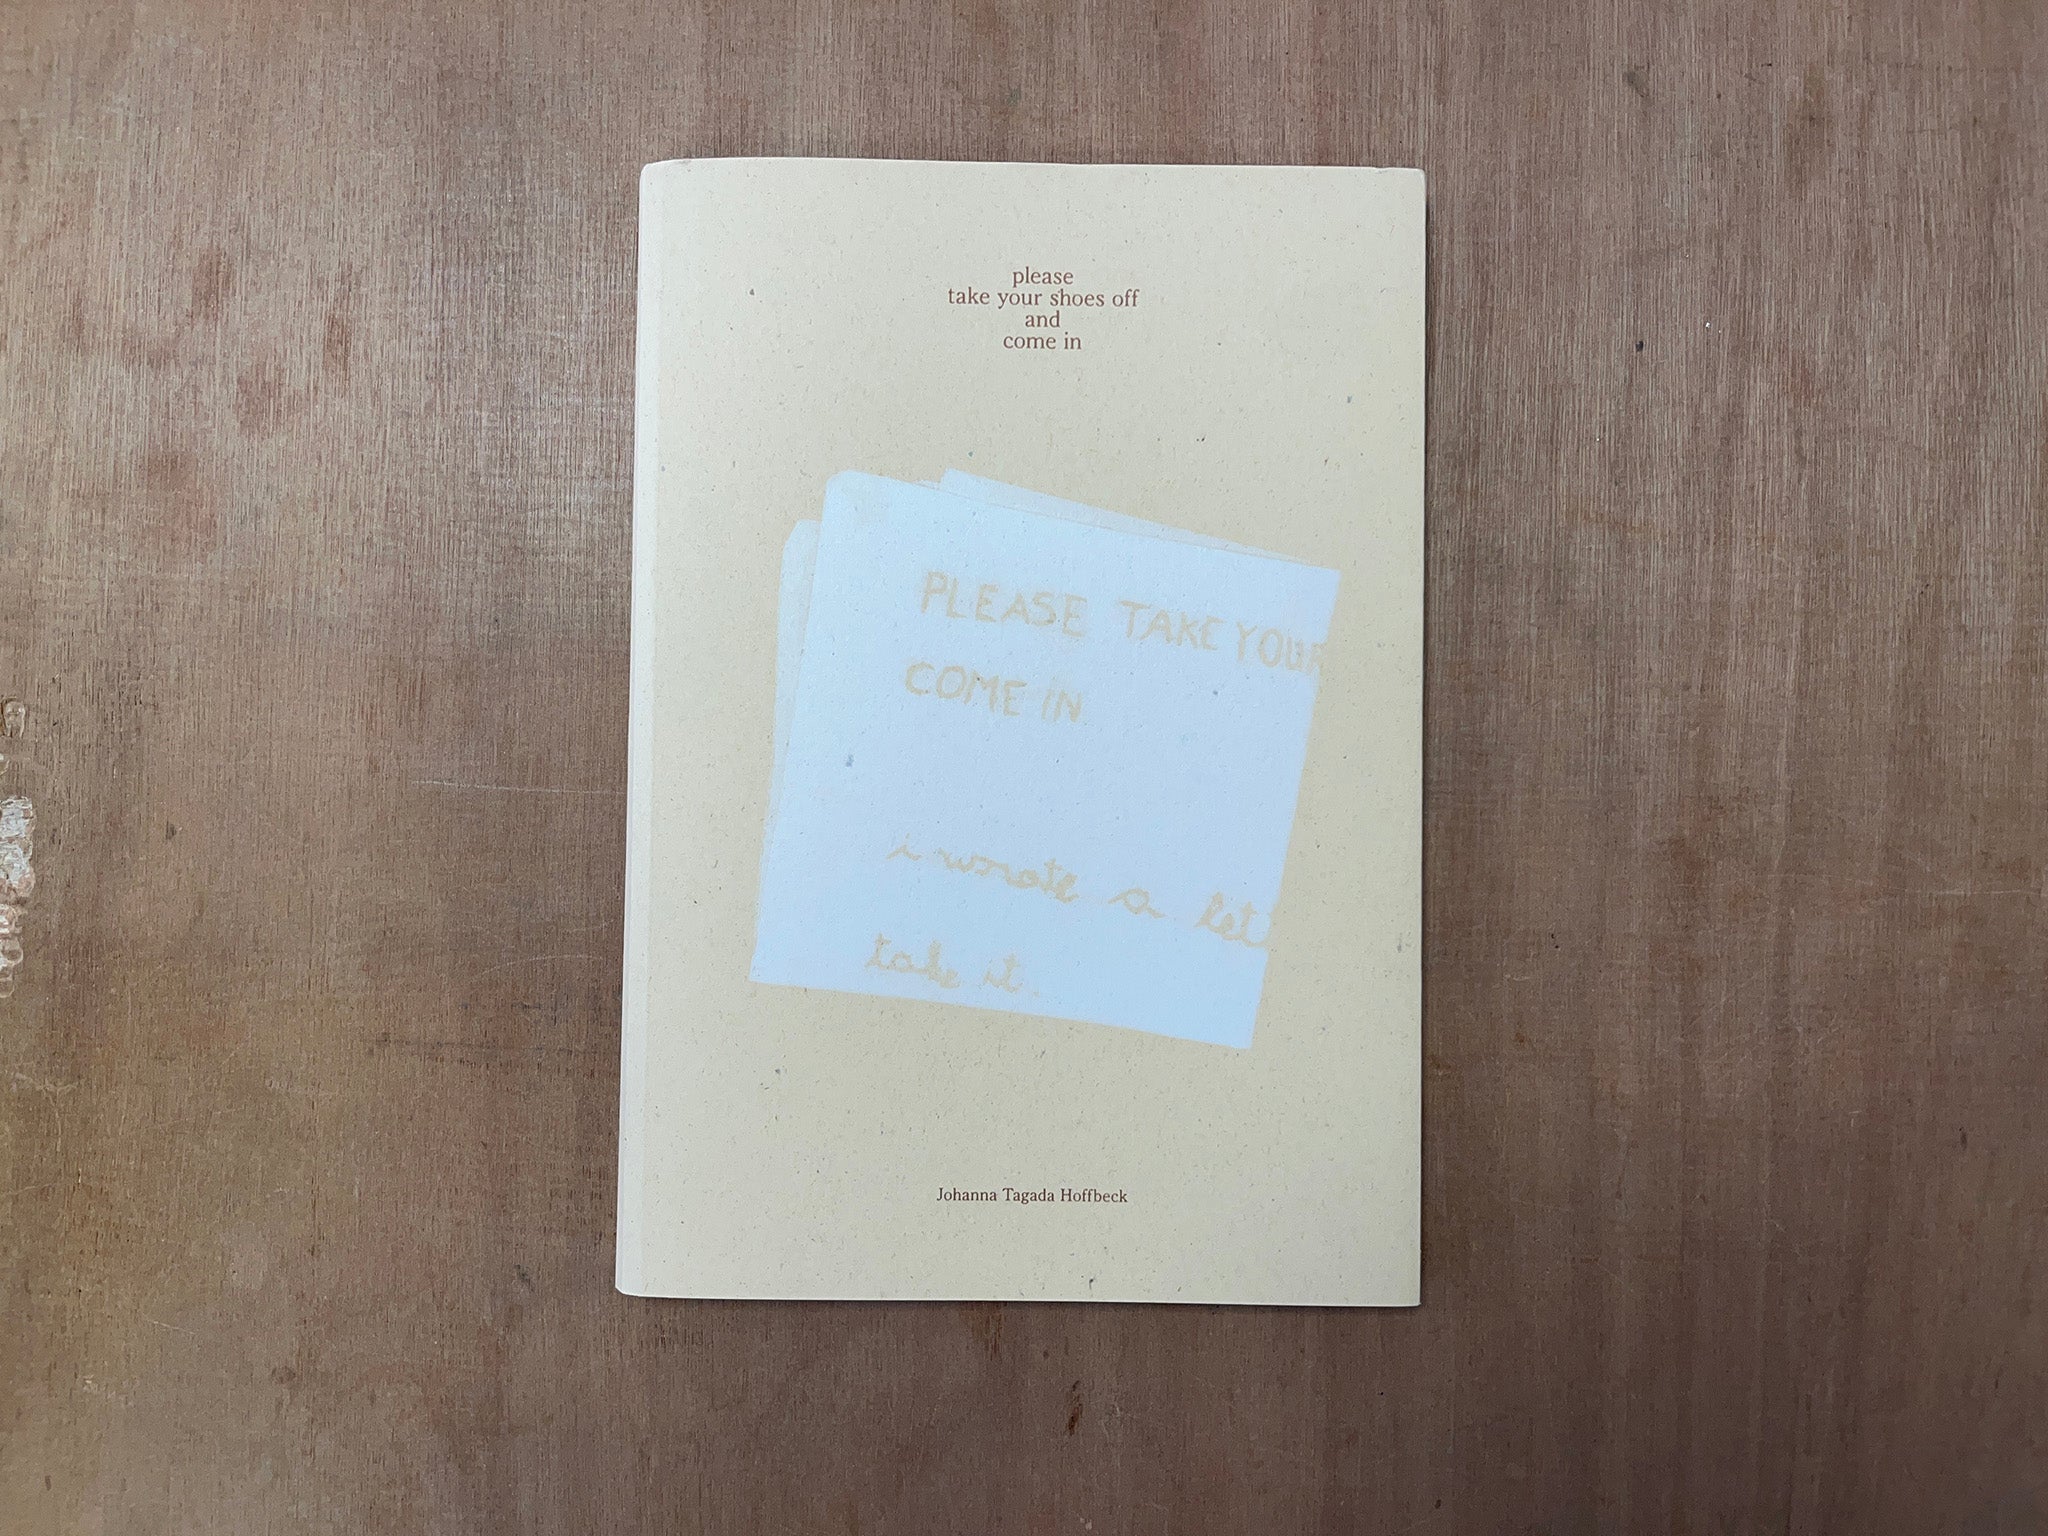 please
take your shoes off
and
come in
PLEASE TAKE YOUR
COME IN
i wrote a let
take it.
Johanna Tagada Hoffbeck